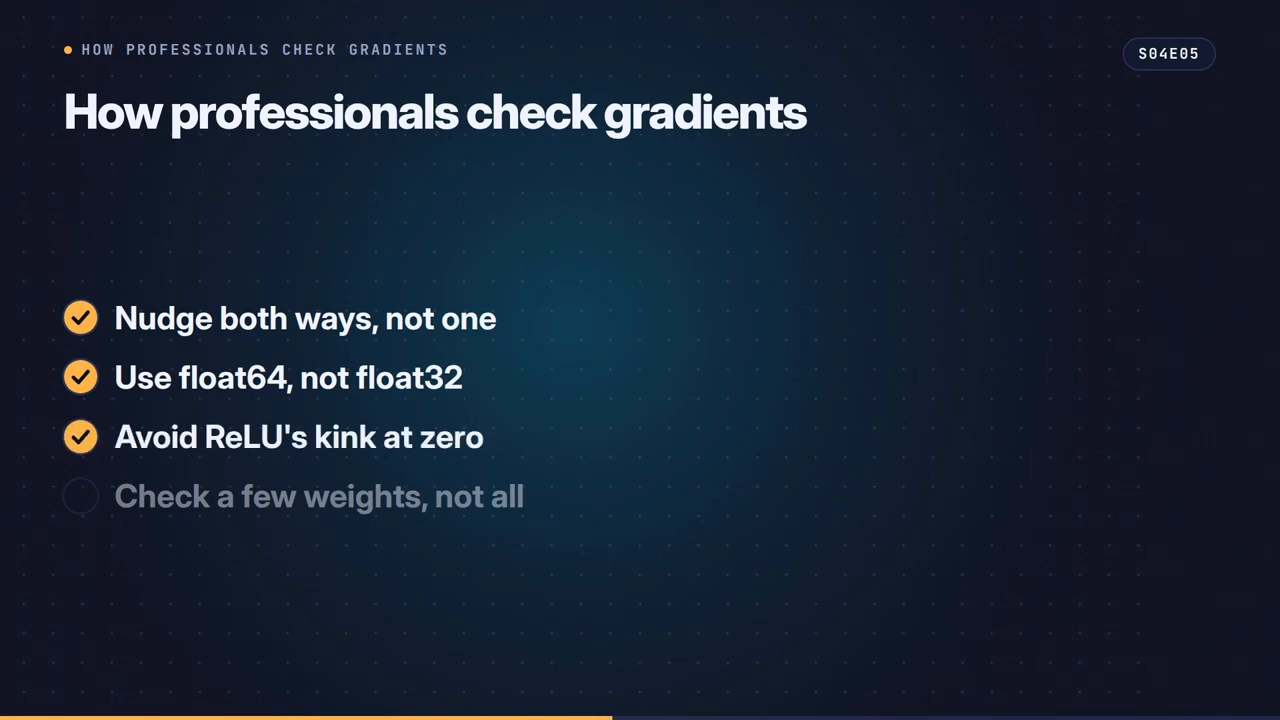 HOW PROFESSIONALS CHECK GRADIENTS
S04E05
How professionals check gradients
Nudge both ways, not one
Use float64, not float32
Avoid ReLU's kink at zero
Check a few weights, not all